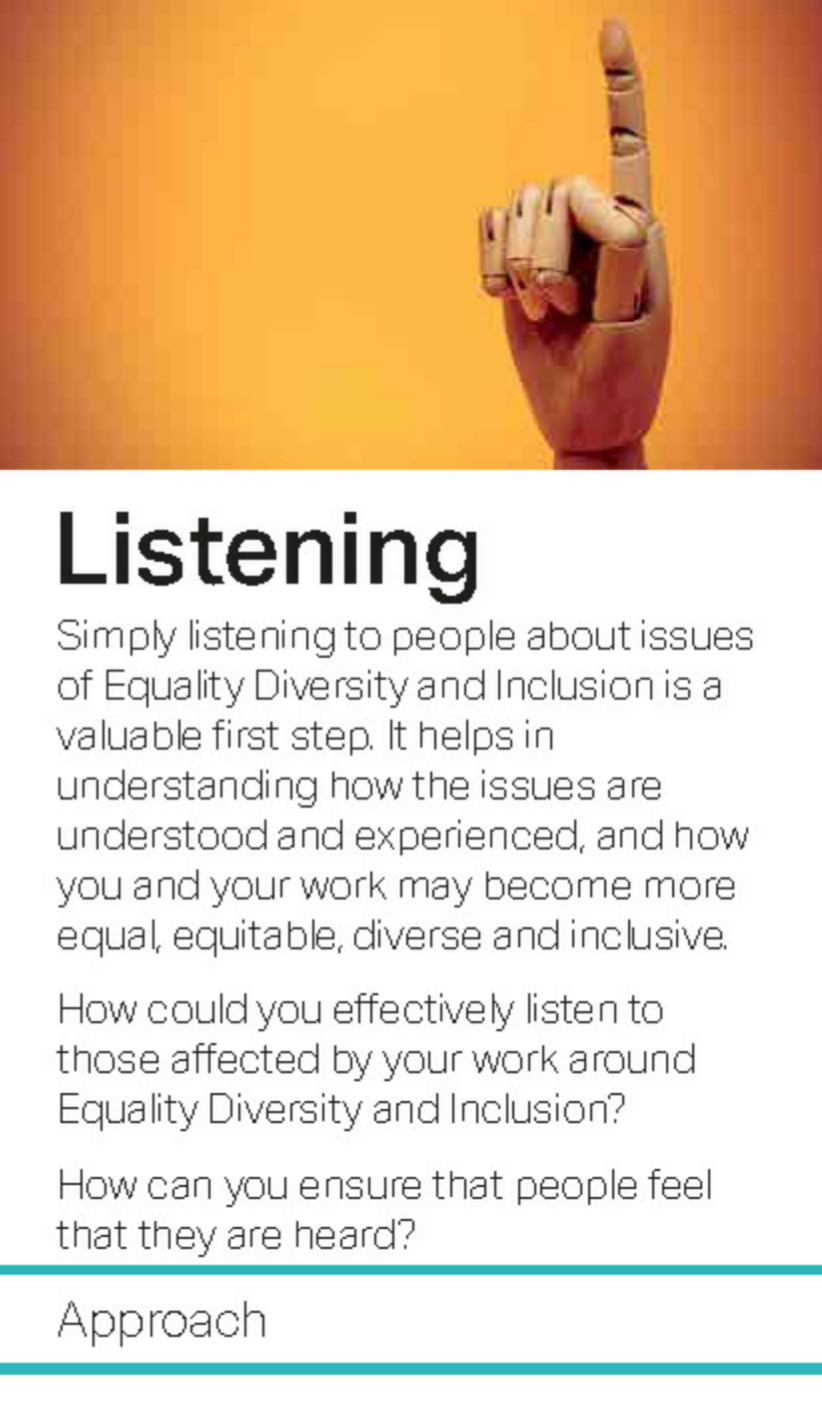 Listening
Simply listening to people about issues
of Equality Diversity and Inclusion is a
valuable first step. It helps in
understanding how the issues are
understood and experienced, and how
you and your work may become more
equal, equitable, diverse and inclusive.
How could you effectively listen to
those affected by your work around
Equality Diversity and Inclusion?
How can you ensure that people feel
that they are heard?
Approach